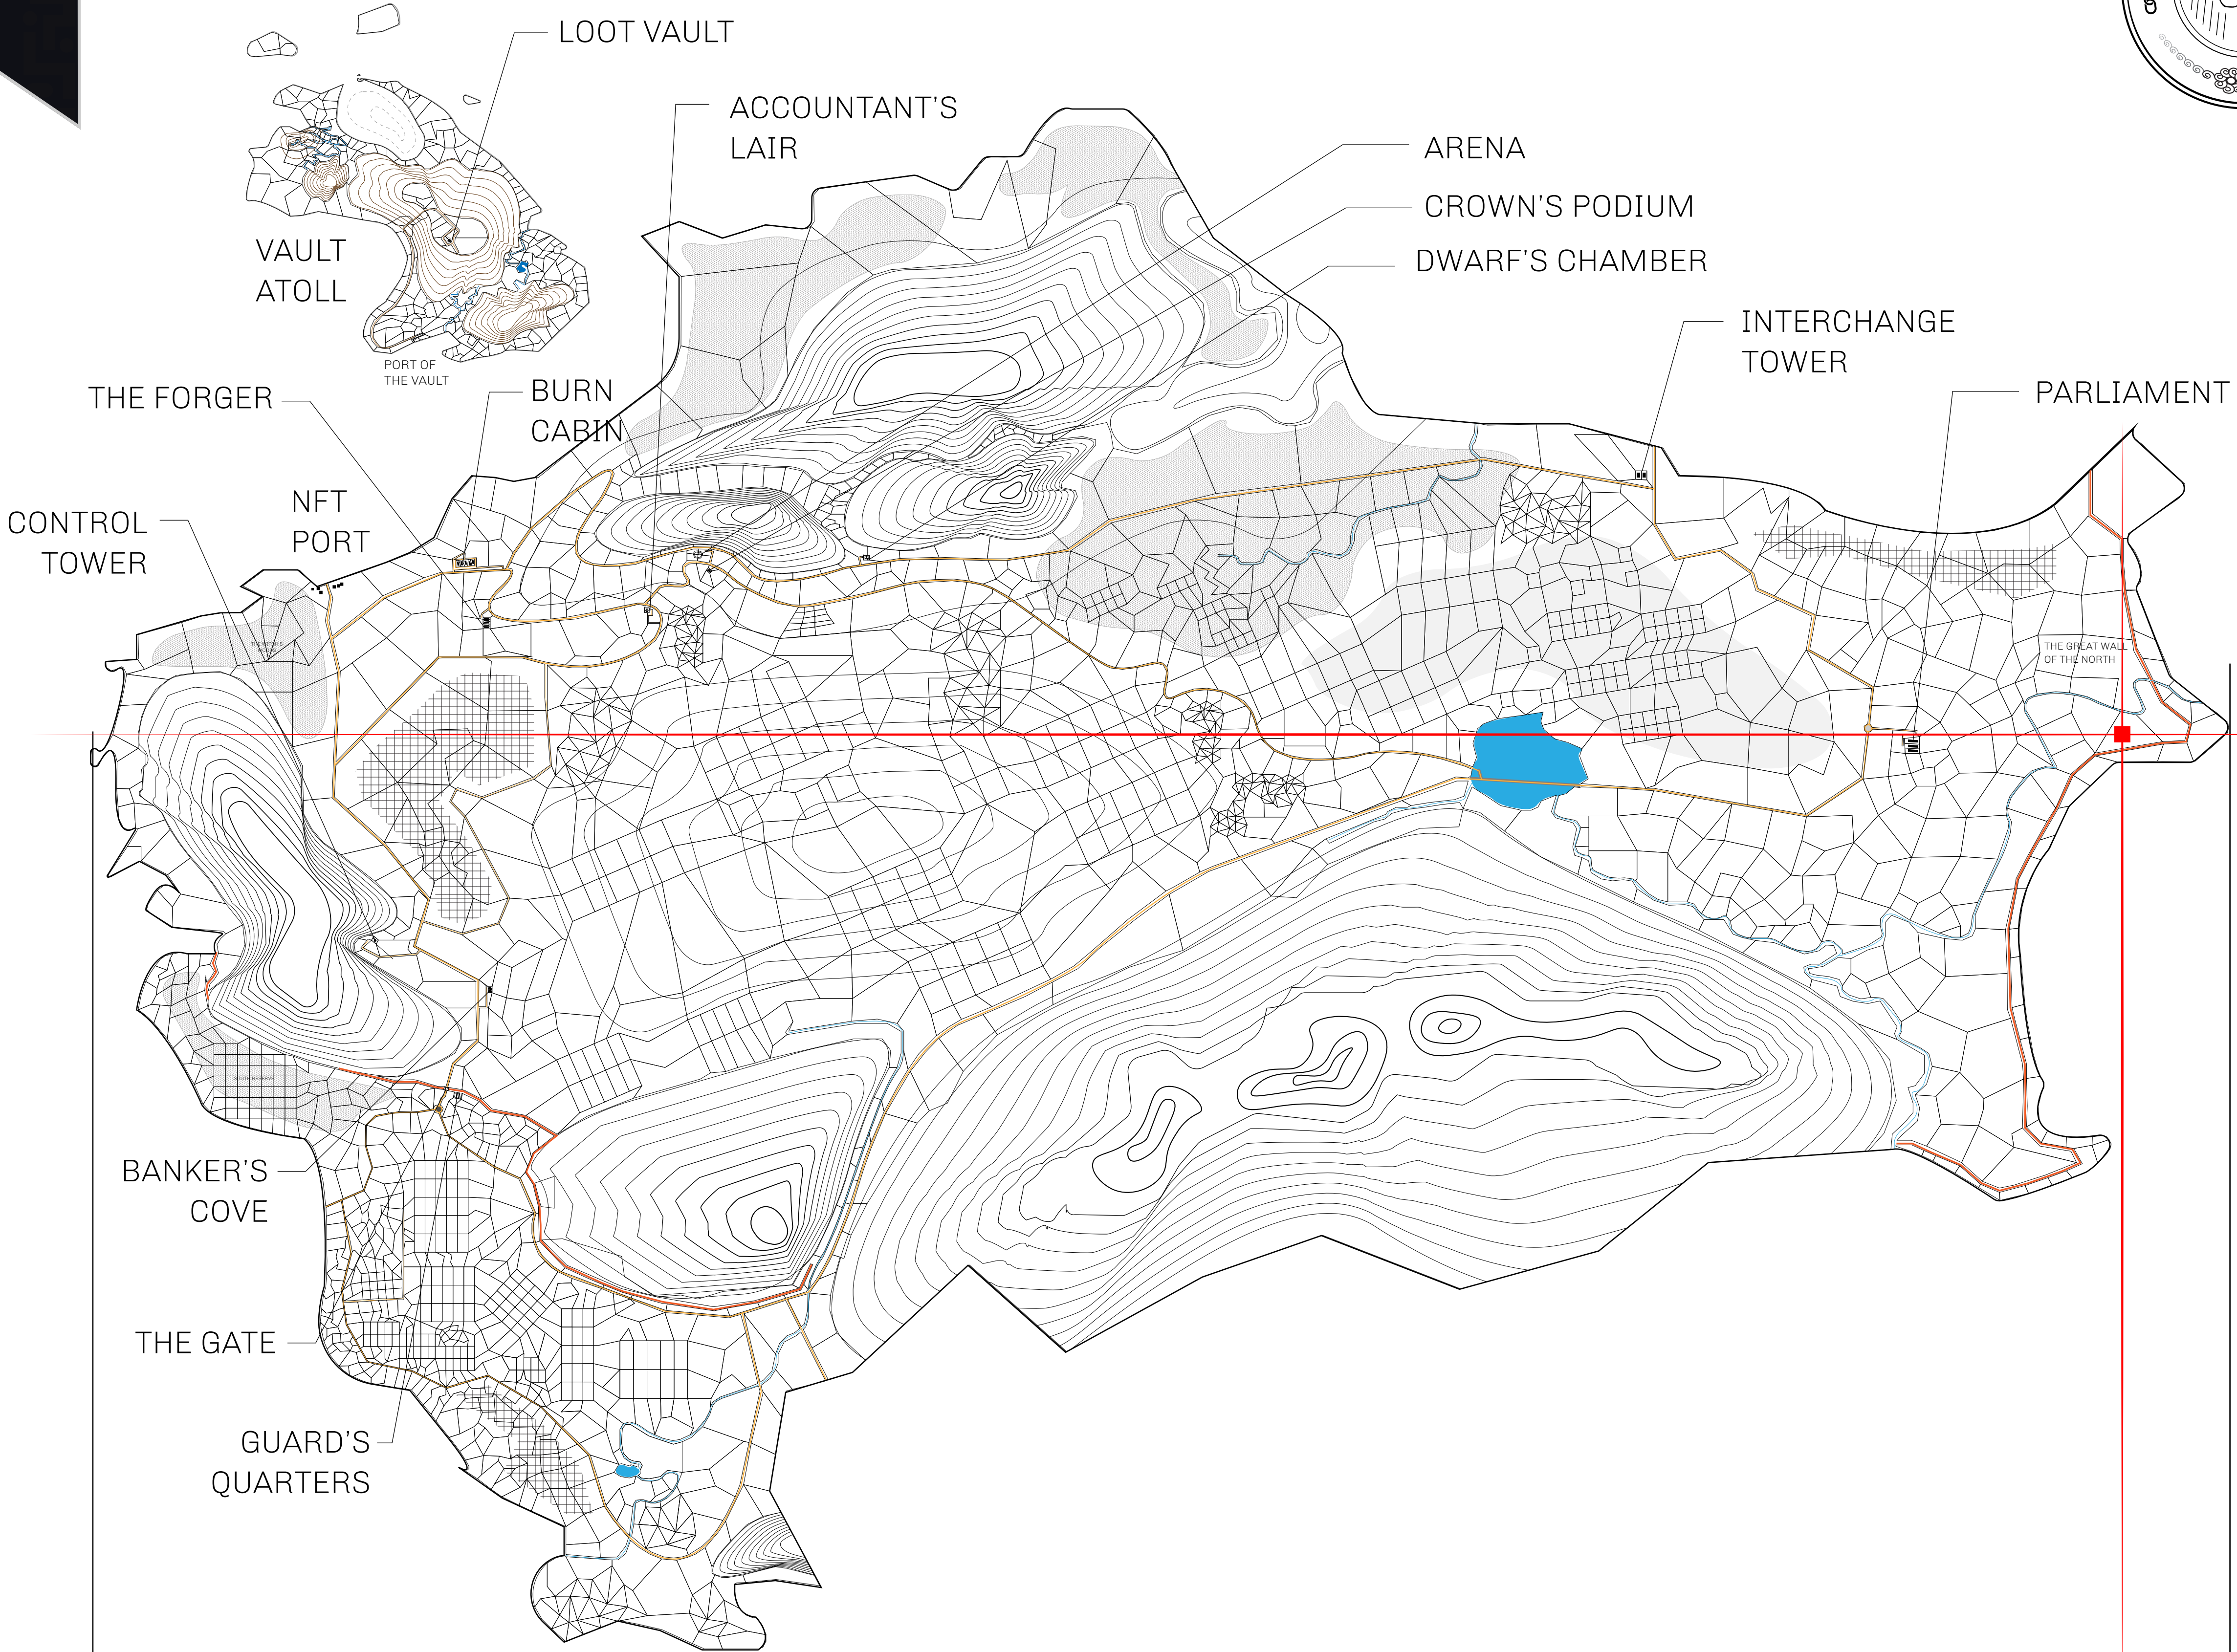 LOOT VAULT
ACCOUNTANT'S
LAIR
ARENA
CROWN'S PODIUM
DWARF'S CHAMBER
VAULT
ATOLL
INTERCHANGE
TOWER
PORT OF
THE VAULT
THE FORGER
BURN
CABIN
PARLIAMENT
NFT
PORT
CONTROL
TOWER
THE GREAT WALL
OF THE NORTH
SOUTH RESERVE
BANKER'S
COVE
THE GATE
GUARD'S
QUARTERS